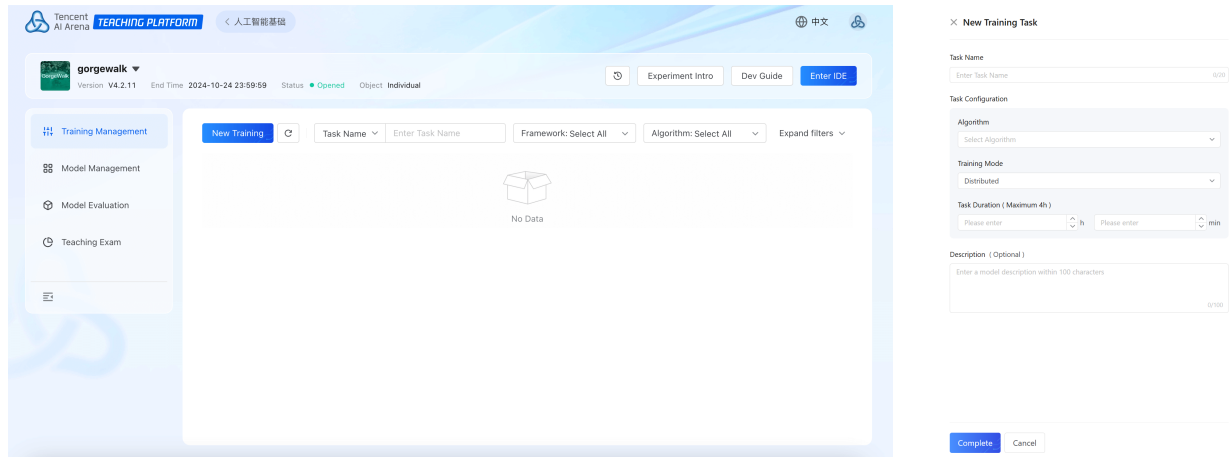 Tencent
AI Arena
TEACHING PLATFORM
人工智能基础
中文
GorgeWalk
gorgewalk
Version V4.2.11 End Time 2024-10-24 23:59:59 Status Opened Object Individual
Experiment Intro
Dev Guide
Enter IDE
Training Management
Model Management
Model Evaluation
Teaching Exam
New Training
Task Name
Enter Task Name
Framework: Select All
Algorithm: Select All
Expand filters
No Data
New Training Task
Task Name
Enter Task Name 0/20
Task Configuration
Algorithm
Select Algorithm
Training Mode
Distributed
Task Duration ( Maximum 4h )
Please enter h Please enter min
Description ( Optional )
Enter a model description within 100 characters
0/100
Complete Cancel